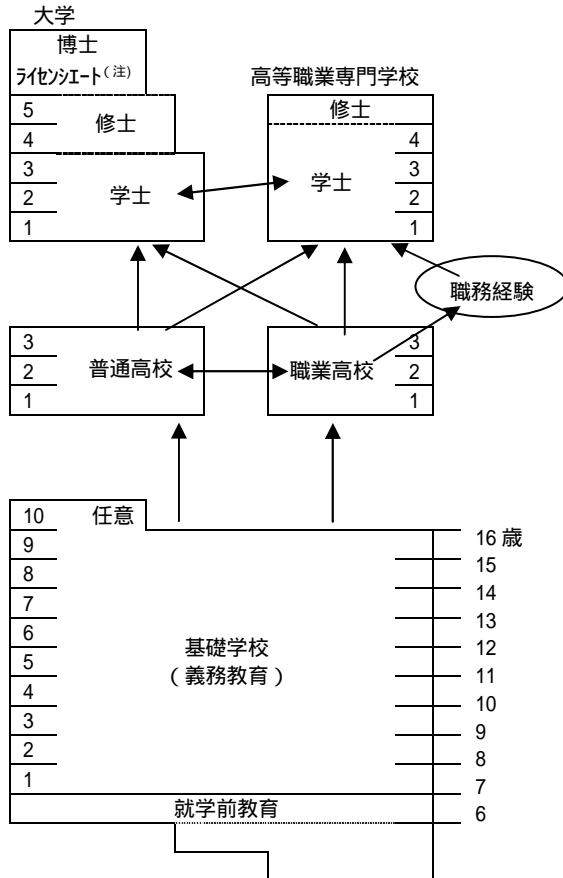 大学
博士
ライセンシエート(注)
高等職業専門学校
5
修士
4
3
学士
2
1
修士
4
3
学士
2
1
職務経験
3
普通高校
2
1
職業高校
3
2
1
10 任意
9
8
7
6
5
4
3
2
1
基礎学校
(義務教育)
16 歳
15
14
13
12
11
10
9
8
7
6
就学前教育